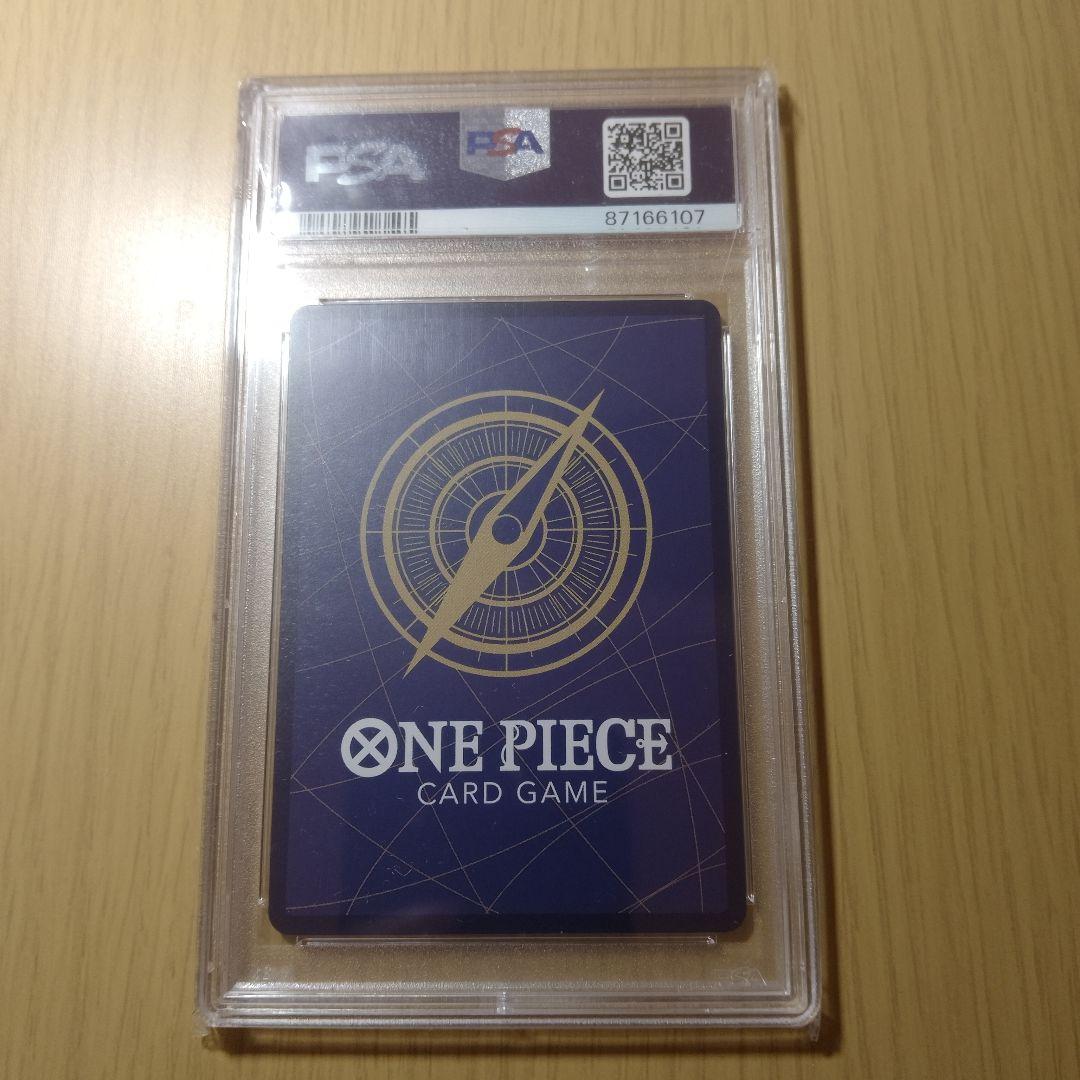 PSA
PSA
87166107
ONE PIECE
CARD GAME